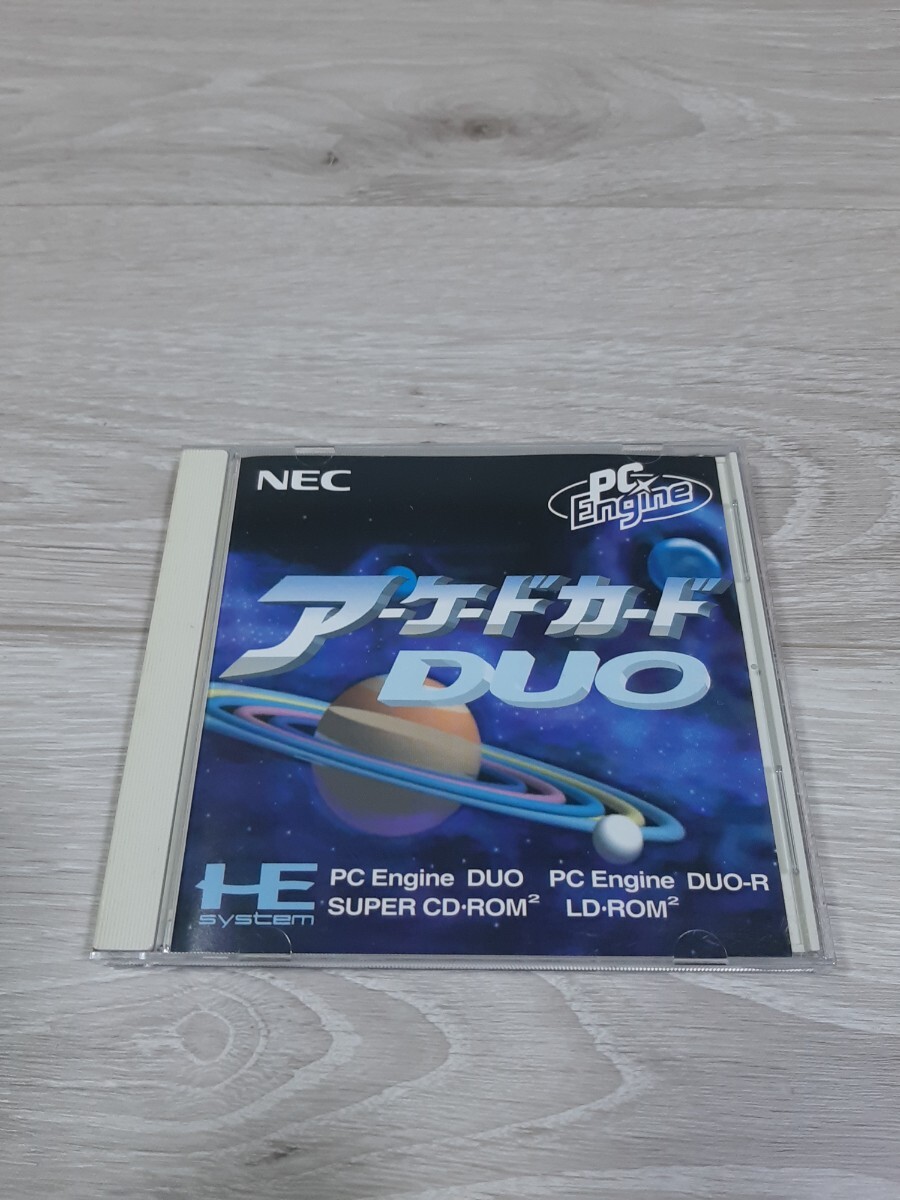 NEC
PC Engine
アーケードカード
DUO
HE system
PC Engine DUO PC Engine DUO-R
SUPER CD・ROM² LD・ROM²